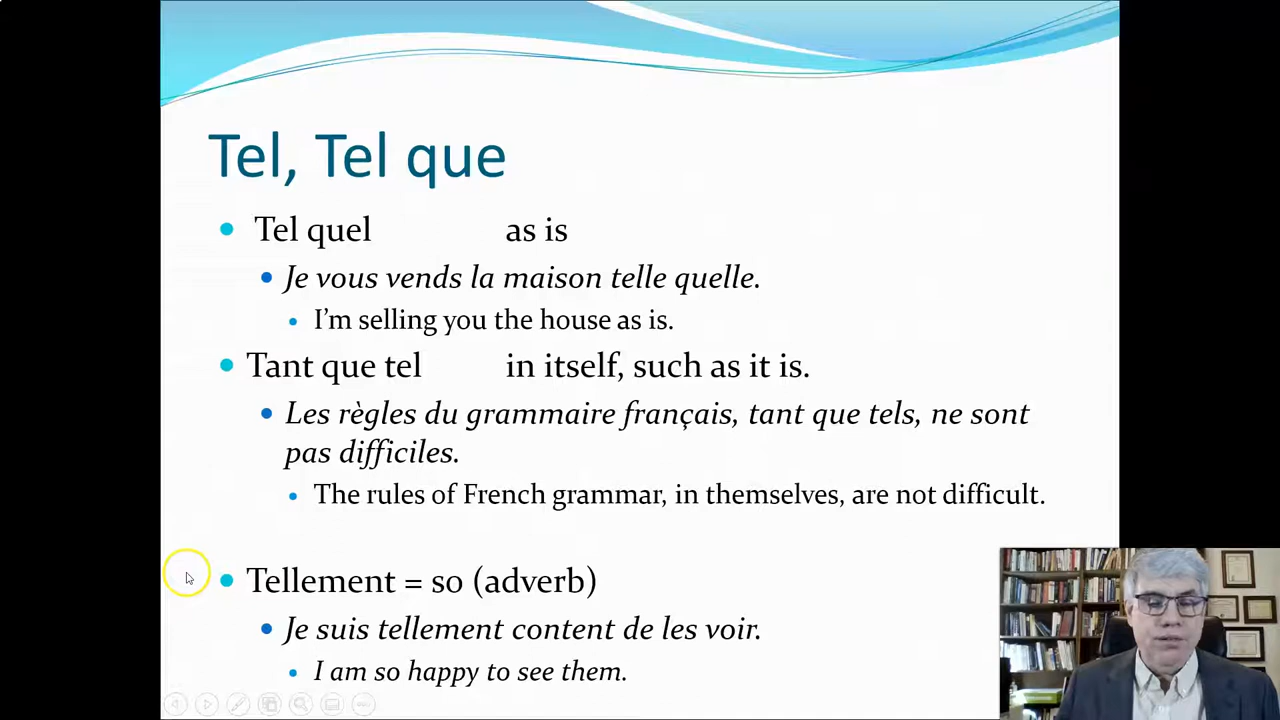 Tel, Tel que
Tel quel as is
Je vous vends la maison telle quelle.
I'm selling you the house as is.
Tant que tel in itself, such as it is.
Les règles du grammaire français, tant que tels, ne sont
pas difficiles.
The rules of French grammar, in themselves, are not difficult.
Tellement = so (adverb)
Je suis tellement content de les voir.
I am so happy to see them.